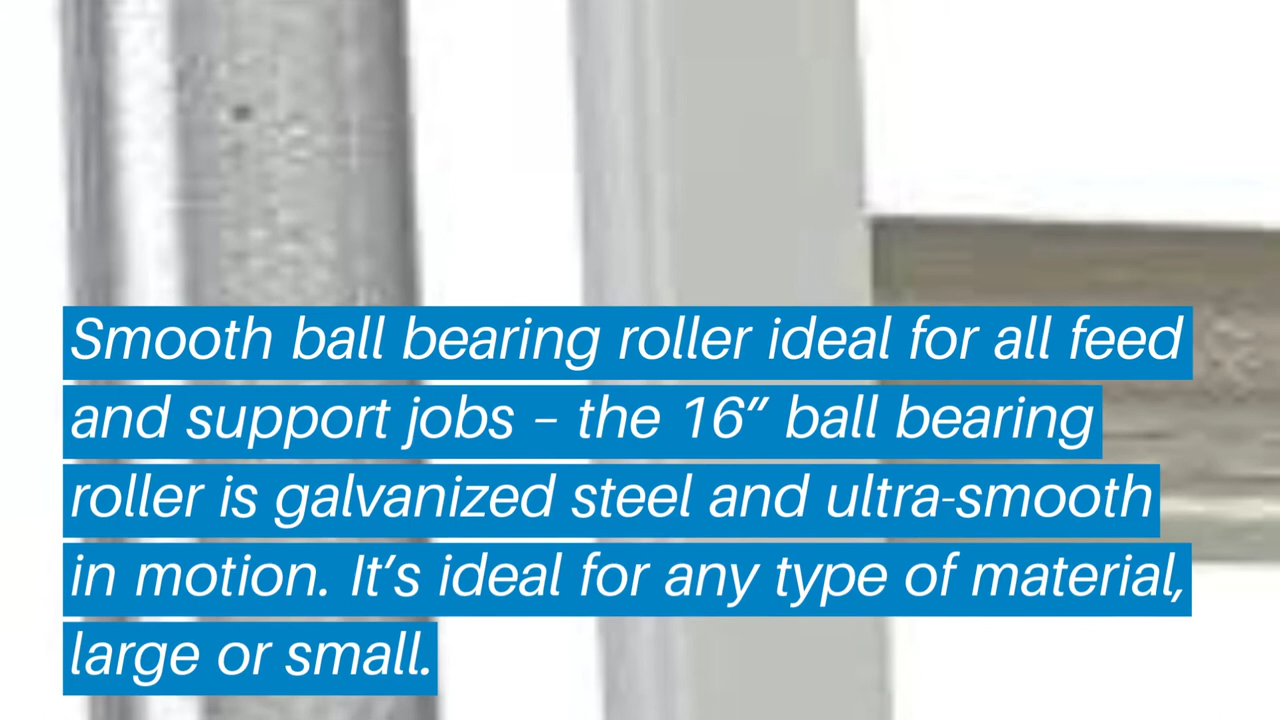 Smooth ball bearing roller ideal for all feed
and support jobs – the 16” ball bearing
roller is galvanized steel and ultra-smooth
in motion. It’s ideal for any type of material,
large or small.